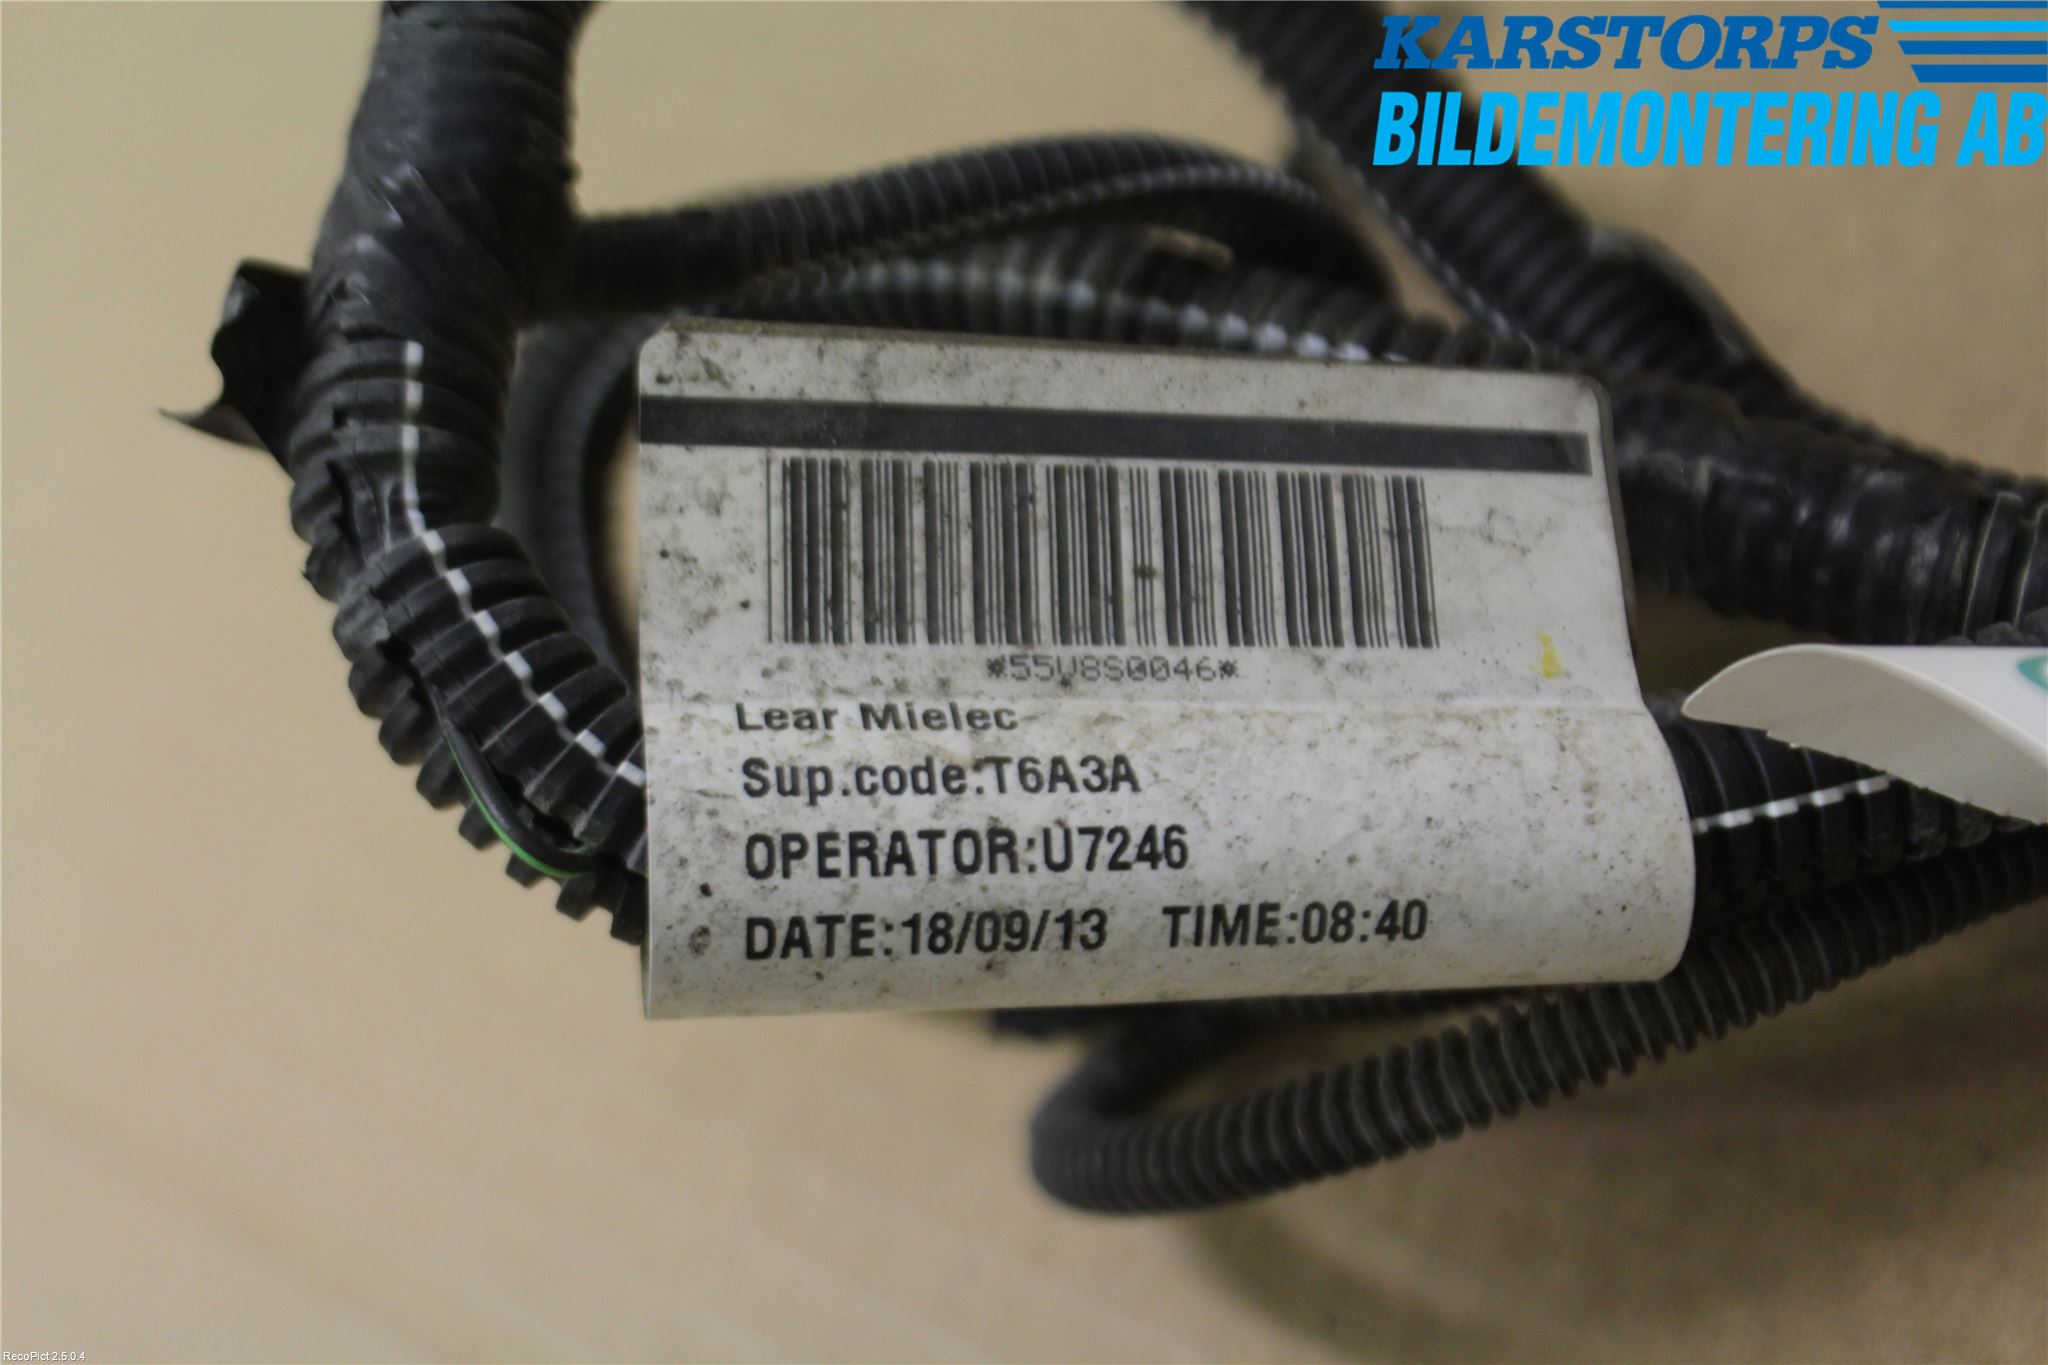 KARSTORPS
BILDEMONTERING AB
*55V8S0046*
Lear Mielec
Sup.code:T6A3A
OPERATOR:U7246
DATE:18/09/13 TIME:08:40
RecoPict 2.5.0.4